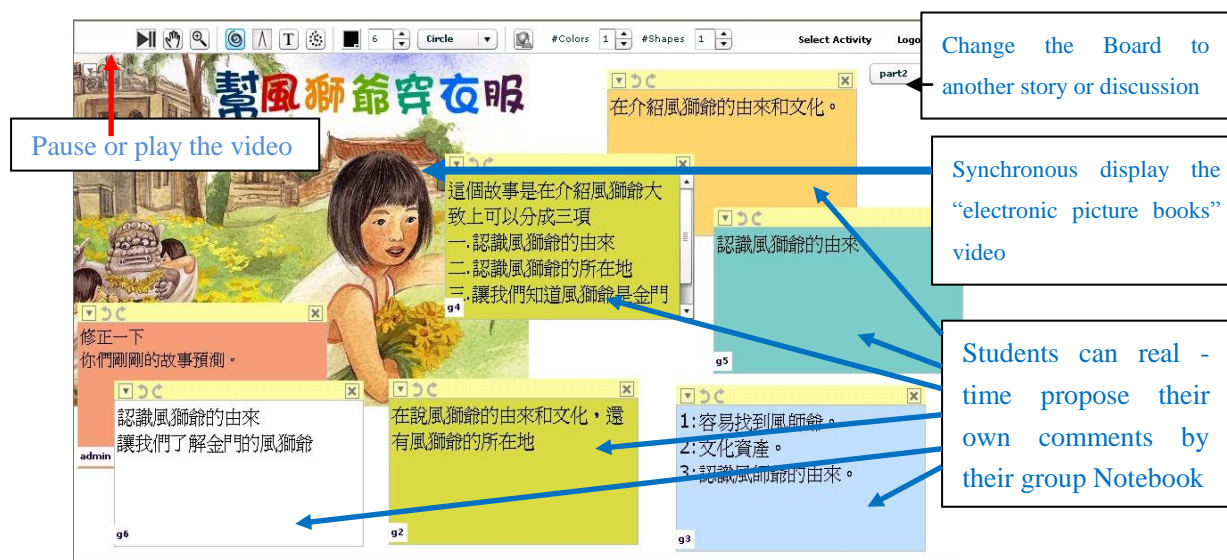 T 6 Circle #Colors 1 #Shapes 1 Select Activity Logo
Change the Board to
another story or discussion
part2
幫風獅爺穿衣服
Pause or play the video
在介紹風獅爺的由來和文化。
Synchronous display the
“electronic picture books”
video
這個故事是在介紹風獅爺大
致上可以分成三項
一.認識風獅爺的由來
二.認識風獅爺的所在地
三.讓我們知道風獅爺是金門
g4
認識風獅爺的由來
g5
修正一下
你們剛剛的故事預測。
admin
Students can real -
time propose their
own comments by
their group Notebook
認識風獅爺的由來
讓我們了解金門的風獅爺
g6
在說風獅爺的由來和文化，還
有風獅爺的所在地
g2
1:容易找到風師爺。
2:文化資產。
3:認識風師爺的由來。
g3